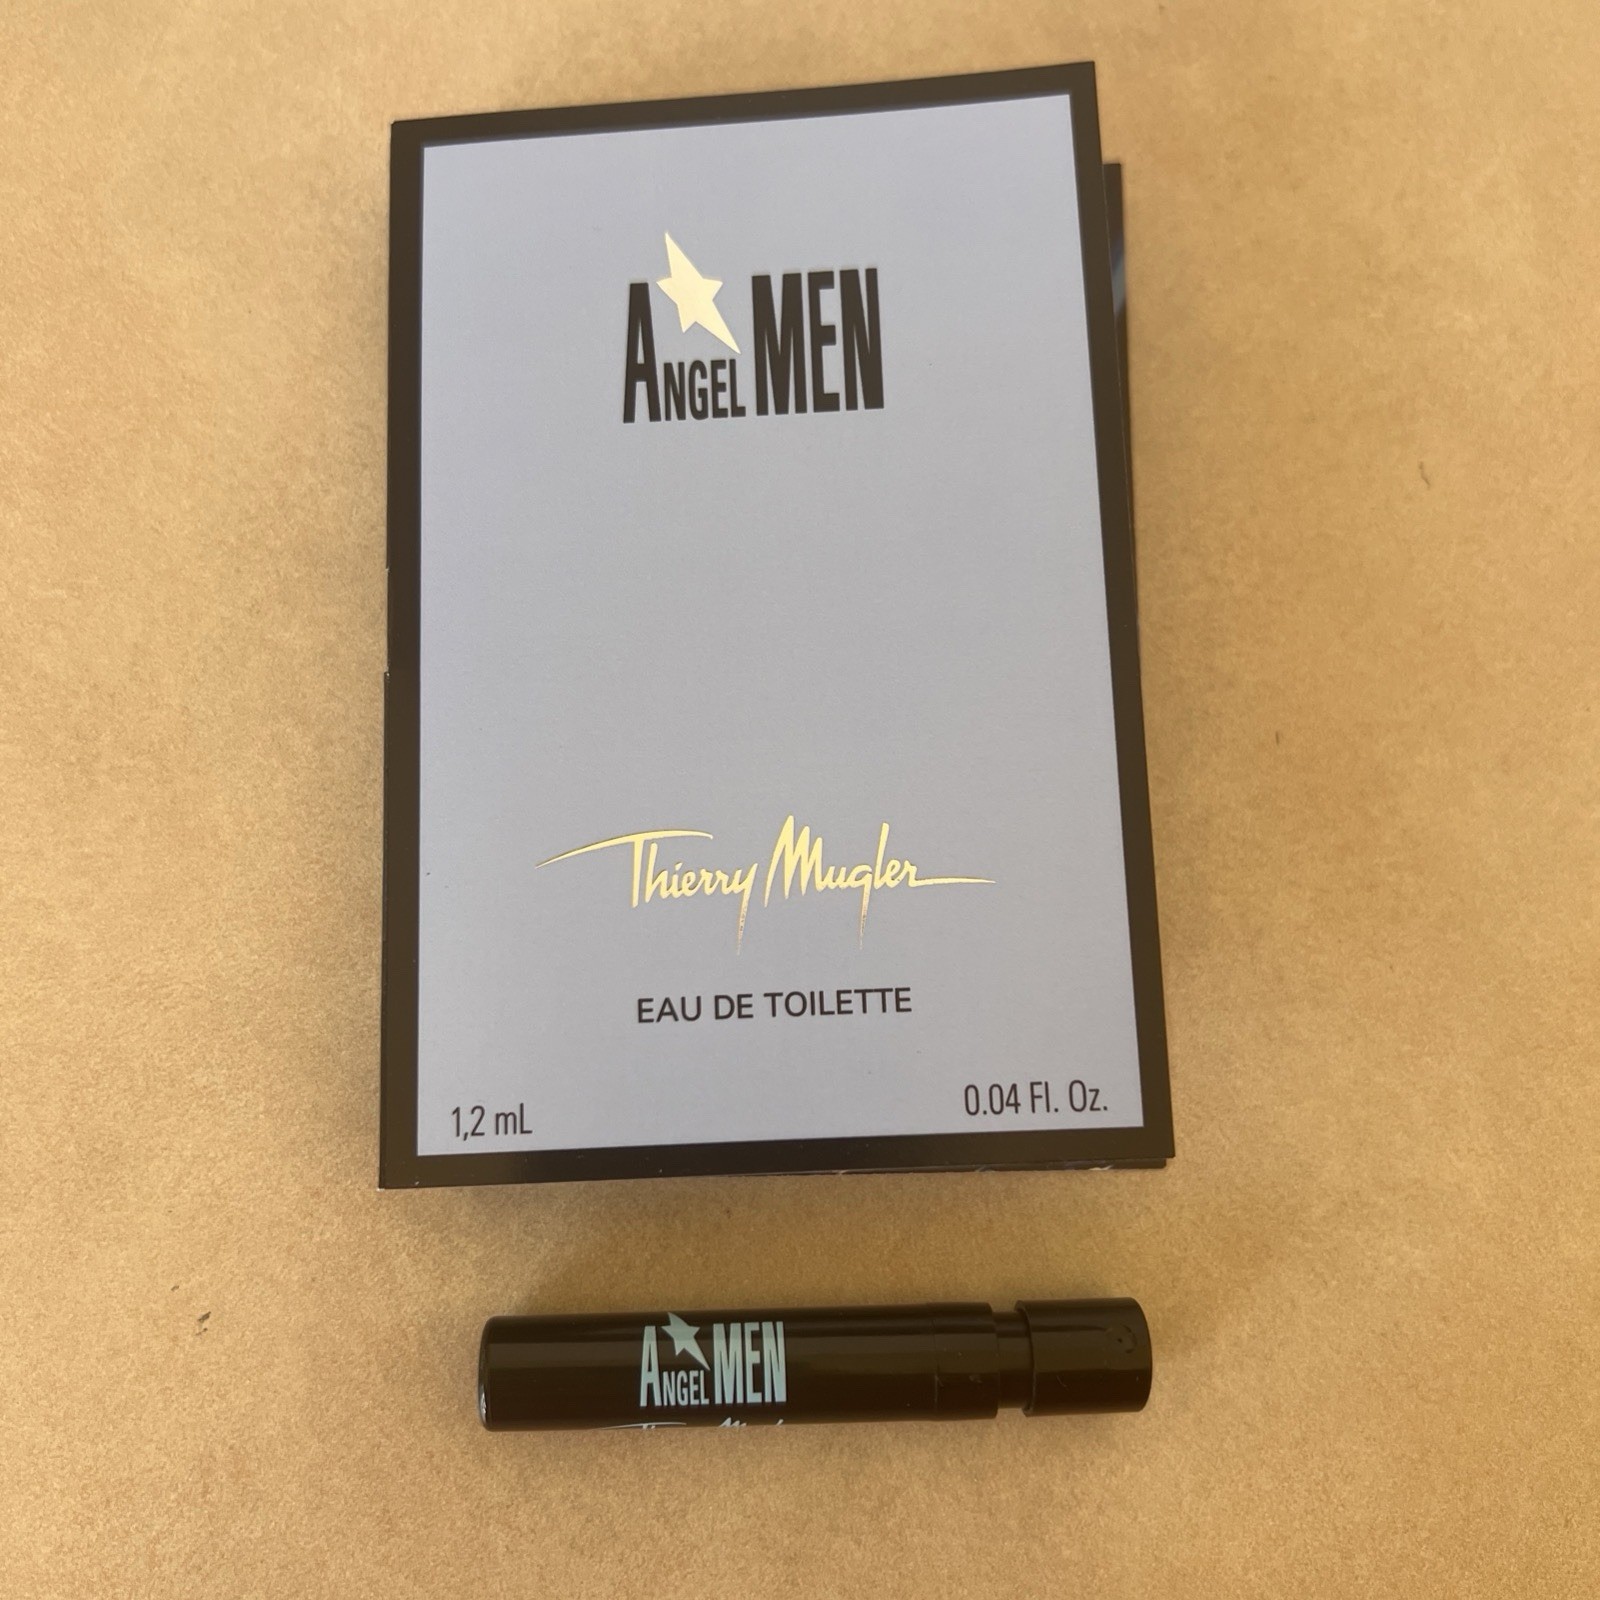 ANGEL MEN
Thierry Mugler
EAU DE TOILETTE
1,2 mL
0.04 Fl. Oz.
ANGEL MEN